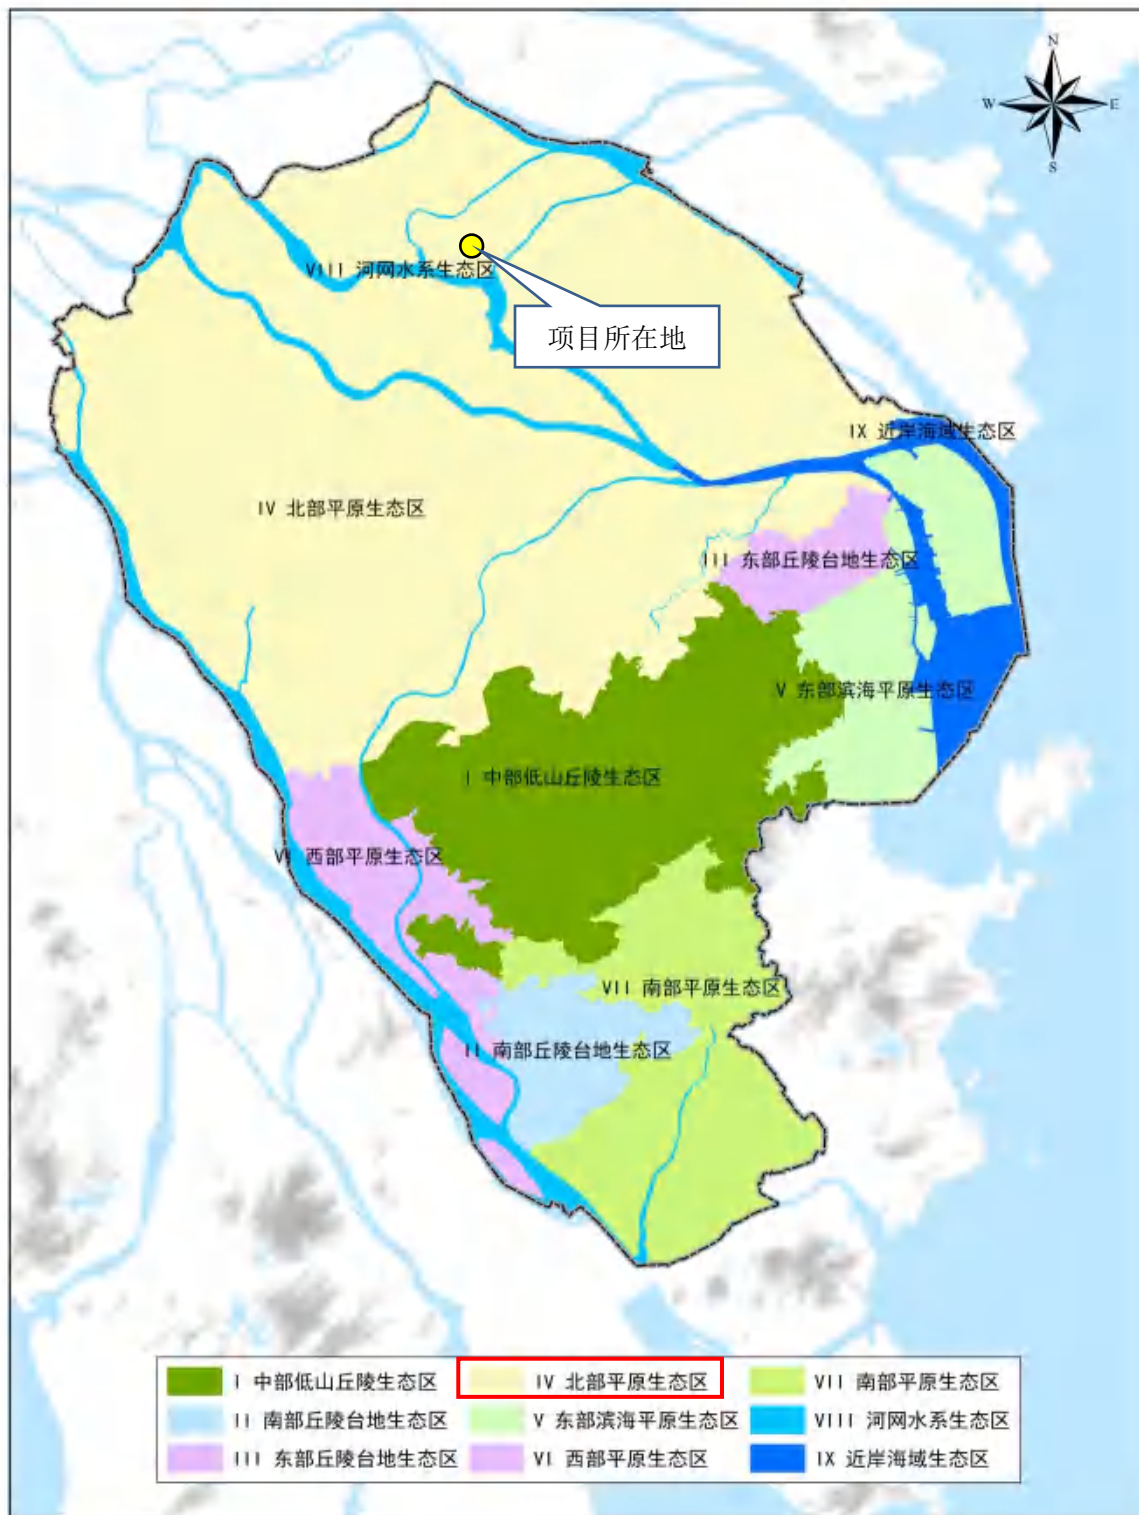 N
W
E
S
VIII 河网水系生态区
项目所在地
IX 近岸海域生态区
IV 北部平原生态区
III 东部丘陵台地生态区
V 东部滨海平原生态区
I 中部低山丘陵生态区
VI 西部平原生态区
VII 南部平原生态区
II 南部丘陵台地生态区
I 中部低山丘陵生态区
IV 北部平原生态区
VII 南部平原生态区
II 南部丘陵台地生态区
V 东部滨海平原生态区
VIII 河网水系生态区
III 东部丘陵台地生态区
VI 西部平原生态区
IX 近岸海域生态区